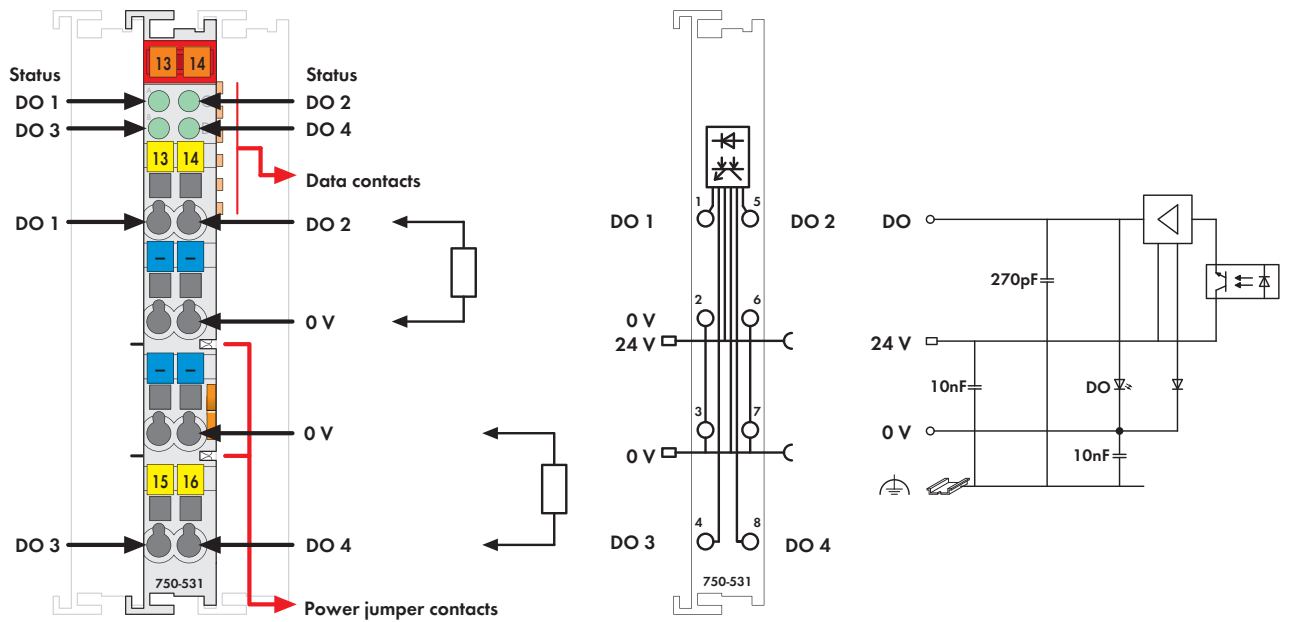 13 14
Status
Status
DO 1
DO 2
DO 3
DO 4
13 14
Data contacts
DO 1
DO 2
– –
0 V
– –
0 V
15 16
DO 3
DO 4
750-531
Power jumper contacts
1 5
DO 1
DO 2
2 6
0 V
24 V
3 7
0 V
4 8
DO 3
DO 4
750-531
DO
270pF
24 V
10nF
DO
0 V
10nF